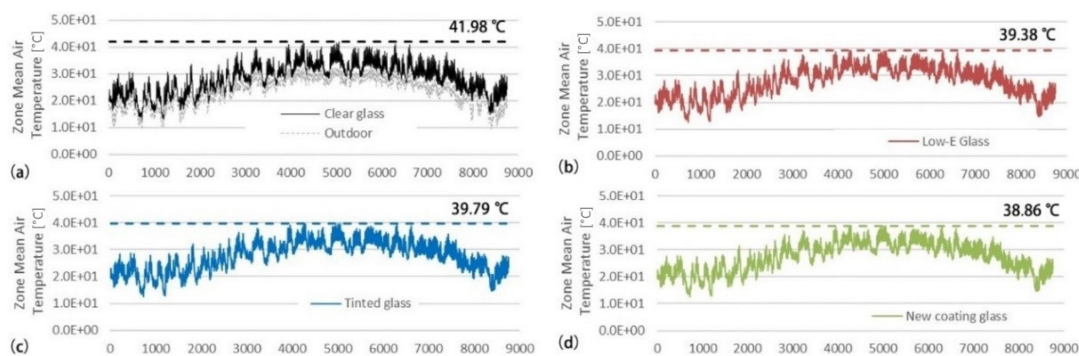 (a)
Zone Mean Air
Temperature [°C]
5.0E+01
4.0E+01
3.0E+01
2.0E+01
1.0E+01
0.0E+00
41.98 ℃
Clear glass
Outdoor
0 1000 2000 3000 4000 5000 6000 7000 8000 9000
(b)
Zone Mean Air
Temperature [°C]
5.0E+01
4.0E+01
3.0E+01
2.0E+01
1.0E+01
0.0E+00
39.38 ℃
Low-E Glass
0 1000 2000 3000 4000 5000 6000 7000 8000 9000
(c)
Zone Mean Air
Temperature [°C]
5.0E+01
4.0E+01
3.0E+01
2.0E+01
1.0E+01
0.0E+00
39.79 ℃
Tinted glass
0 1000 2000 3000 4000 5000 6000 7000 8000 9000
(d)
Zone Mean Air
Temperature [°C]
5.0E+01
4.0E+01
3.0E+01
2.0E+01
1.0E+01
0.0E+00
38.86 ℃
New coating glass
0 1000 2000 3000 4000 5000 6000 7000 8000 9000